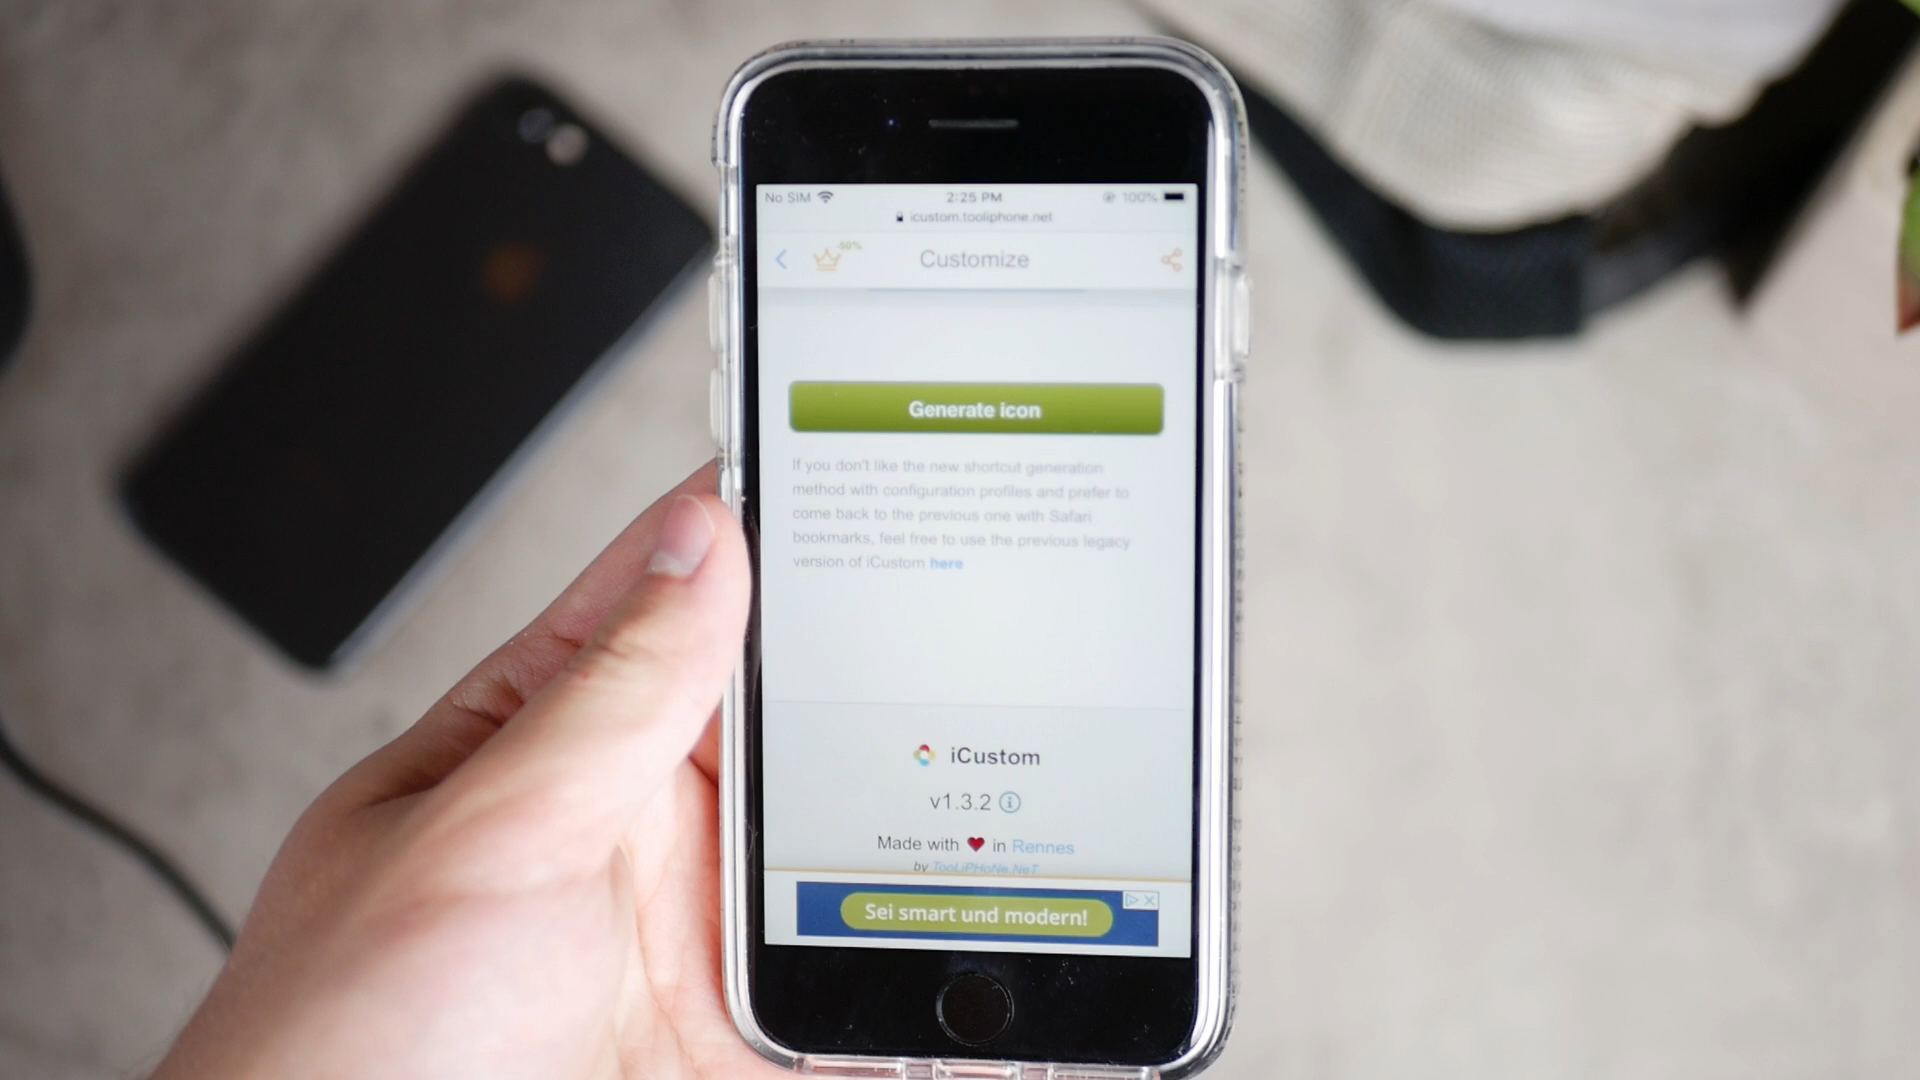 No SIM 2:25 PM 100%
icustom.tooliphone.net
-50%
Customize
Generate icon
If you don't like the new shortcut generation
method with configuration profiles and prefer to
come back to the previous one with Safari
bookmarks, feel free to use the previous legacy
version of iCustom here
iCustom
v1.3.2
Made with ❤ in Rennes
by TooLiPHoNe.NeT
Sei smart und modern!